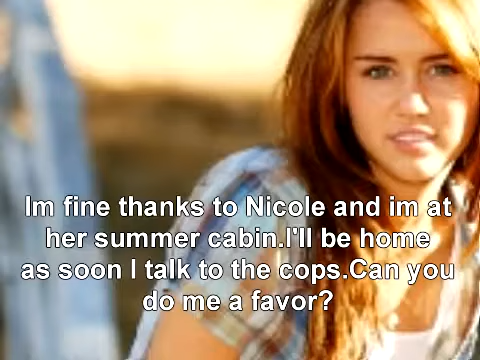 Im fine thanks to Nicole and im at
her summer cabin.I'll be home
as soon I talk to the cops.Can you
do me a favor?